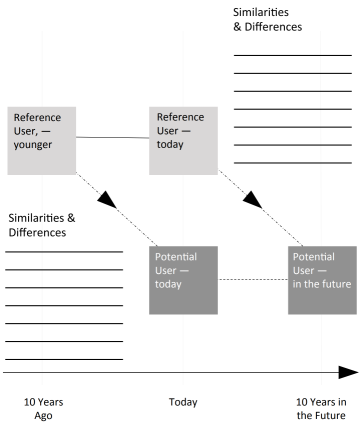 Similarities
& Differences
Reference
User, —
younger
Reference
User —
today
Similarities &
Differences
Potential
User —
today
Potential
User —
in the future
10 Years
Ago
Today
10 Years in
the Future